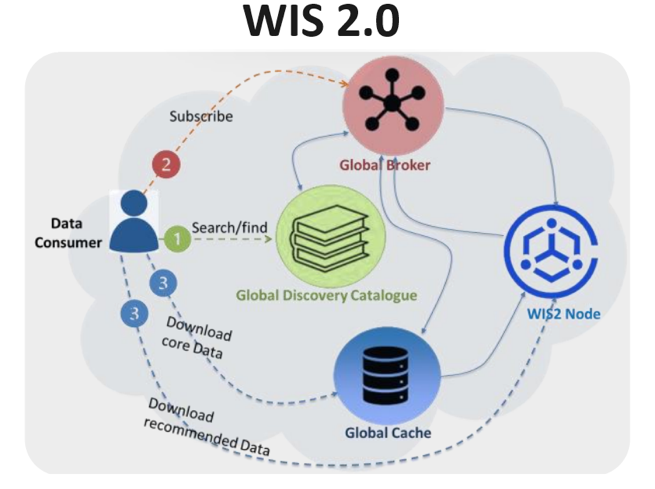 WIS 2.0
Subscribe
2
Global Broker
Data
Consumer
1
Search/find
3
Global Discovery Catalogue
3
WIS2 Node
Download
core Data
Download
recommended Data
Global Cache